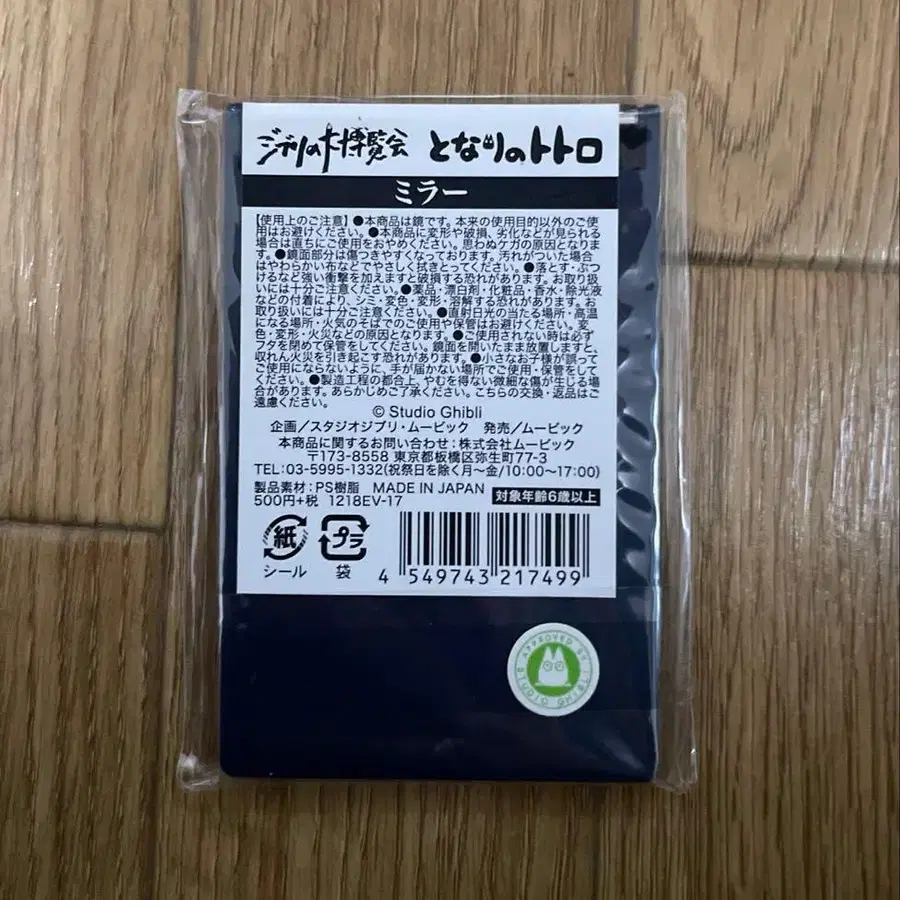 ジブリの大博覧会 となりのトトロ
ミラー
【使用上のご注意】●本商品は鏡です。本来の使用目的以外のご使
用はお避けください。●本商品に変形や破損、劣化などが見られる
場合は直ちにご使用をおやめください。思わぬケガの原因となりま
す。●鏡面部分は傷つきやすくなっております。汚れがついた場合
はやわらかい布などでやさしく拭きとってください。●落とす・ぶつ
けるなど強い衝撃を加えますと破損する恐れがあります。お取り扱
いには十分ご注意ください。●薬品・漂白剤・化粧品・香水・除光液
などの付着により、シミ・変色・変形・溶解する恐れがあります。お
取り扱いには十分ご注意ください。●直射日光の当たる場所・高温
になる場所・火気のそばでのご使用や保管はお避けください。変
色・変形・火災などの原因となります。●ご使用されない時は必ず
フタを閉めて保管をしてください。鏡面を開いたまま放置しますと、
収れん火災を引き起こす恐れがあります。●小さなお子様が誤って
ご使用にならないように、手が届かない場所でご使用・保管をして
ください。●製造工程の都合上、やむを得ない微細な傷が生じる場
合があります。あらかじめご了承ください。こちらの交換・返品はご
遠慮ください。
© Studio Ghibli
企画/スタジオジブリ・ムービック 発売/ムービック
本商品に関するお問い合わせ:株式会社ムービック
〒173-8558 東京都板橋区弥生町77-3
TEL:03-5995-1332(祝祭日を除く月~金/10:00~17:00)
製品素材:PS樹脂 MADE IN JAPAN 対象年齢6歳以上
500円+税 1218EV-17
紙 プラ
シール 袋
4 549743 217499
APPROVED BY STUDIO GHIBLI